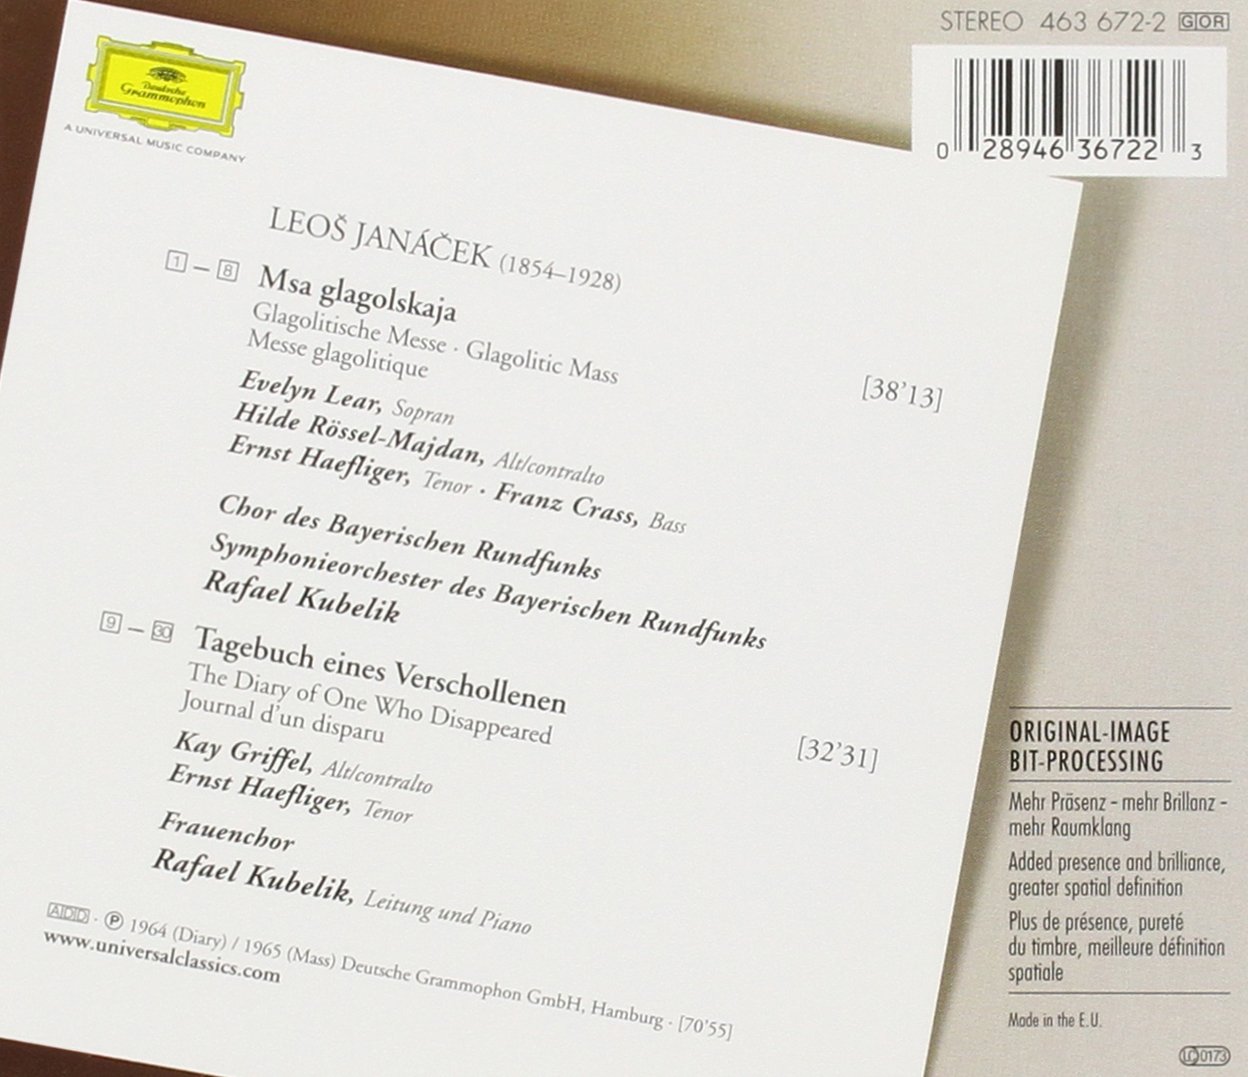 STEREO 463 672-2 GOR
0 28946 36722 3
Deutsche
Grammophon
A UNIVERSAL MUSIC COMPANY
LEOŠ JANÁČEK (1854–1928)
1 – 8 Msa glagolskaja
Glagolitische Messe · Glagolitic Mass
Messe glagolitique [38’13]
Evelyn Lear, Sopran
Hilde Rössel-Majdan, Alt/contralto
Ernst Haefliger, Tenor · Franz Crass, Bass
Chor des Bayerischen Rundfunks
Symphonieorchester des Bayerischen Rundfunks
Rafael Kubelik
9 – 30 Tagebuch eines Verschollenen
The Diary of One Who Disappeared
Journal d’un disparu [32’31]
Kay Griffel, Alt/contralto
Ernst Haefliger, Tenor
Frauenchor
Rafael Kubelik, Leitung und Piano
ADD · ℗ 1964 (Diary) / 1965 (Mass) Deutsche Grammophon GmbH, Hamburg · [70’55]
www.universalclassics.com
ORIGINAL-IMAGE
BIT-PROCESSING
Mehr Präsenz – mehr Brillanz –
mehr Raumklang
Added presence and brilliance,
greater spatial definition
Plus de présence, pureté
du timbre, meilleure définition
spatiale
Made in the E.U.
LC 0173